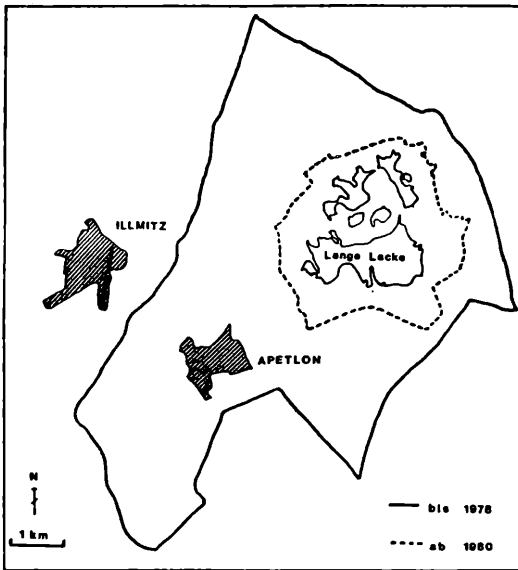 ILLMITZ
Lange Lacke
APETLON
N
1 km
bis 1978
ab 1980